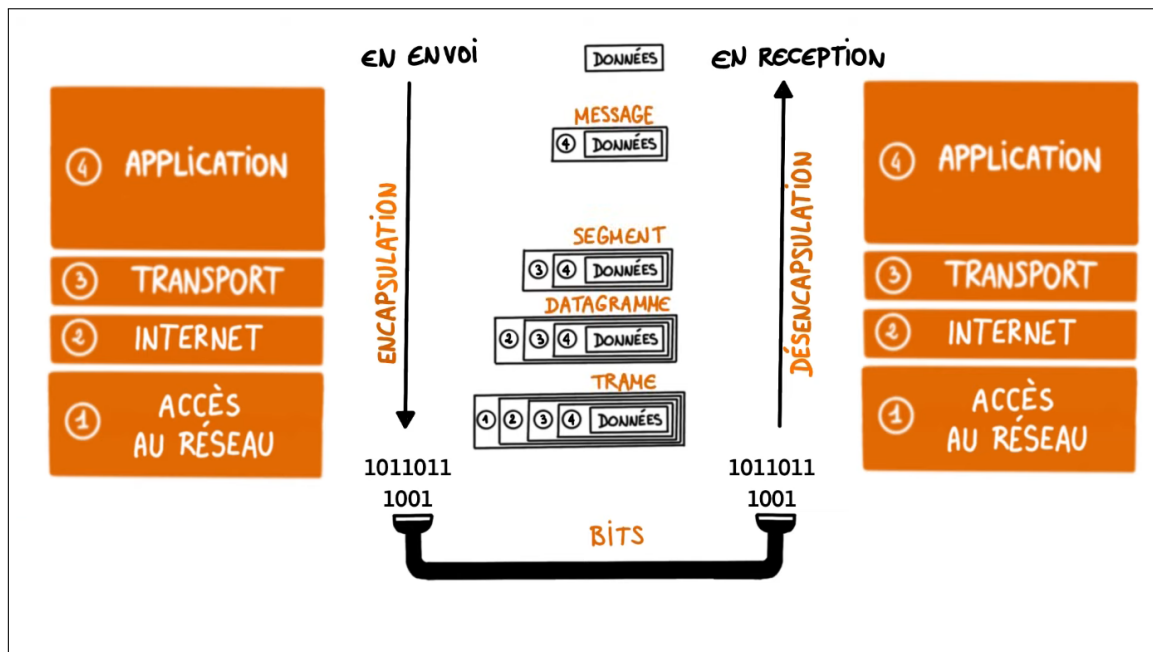 EN ENVOI
DONNÉES
EN RECEPTION
MESSAGE
④ DONNÉES
④ APPLiCATiON
④ APPLiCATiON
ENCAPSULATiON
DÉSENCAPSULATiON
SEGMENT
③ ④ DONNÉES
③ TRANSPORT
③ TRANSPORT
DATAGRAMME
② ③ ④ DONNÉES
② iNTERNET
② iNTERNET
TRAME
① ② ③ ④ DONNÉES
① ACCÈS
AU RÉSEAU
① ACCÈS
AU RÉSEAU
1011011
1001
1011011
1001
BiTS